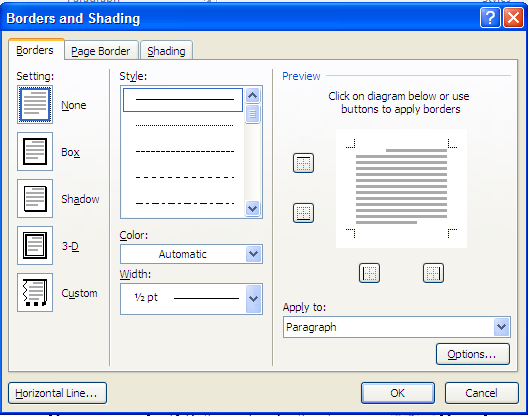 Borders and Shading
Borders
Page Border
Shading
Setting:
None
Box
Shadow
3-D
Custom
Style:
Color:
Automatic
Width:
½ pt
Preview
Click on diagram below or use
buttons to apply borders
Apply to:
Paragraph
Options...
Horizontal Line...
OK
Cancel